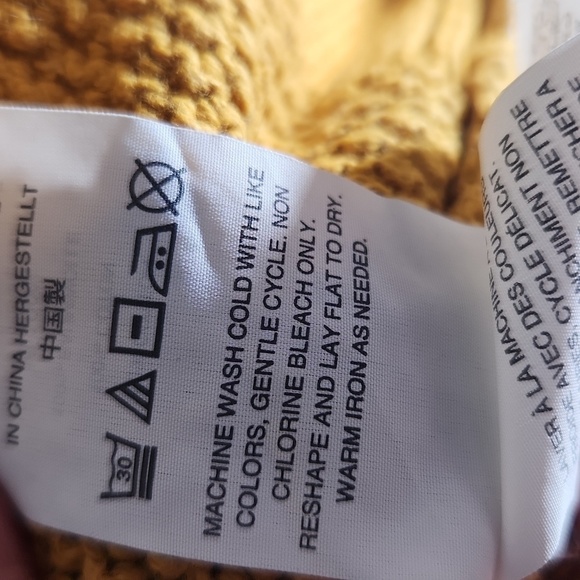 IN CHINA HERGESTELLT
中国製
30
MACHINE WASH COLD WITH LIKE
COLORS, GENTLE CYCLE. NON
CHLORINE BLEACH ONLY.
RESHAPE AND LAY FLAT TO DRY.
WARM IRON AS NEEDED.
À LA MACHINE
AVEC DES COULEURS
CYCLE DELICAT.
NON
REMETTRE